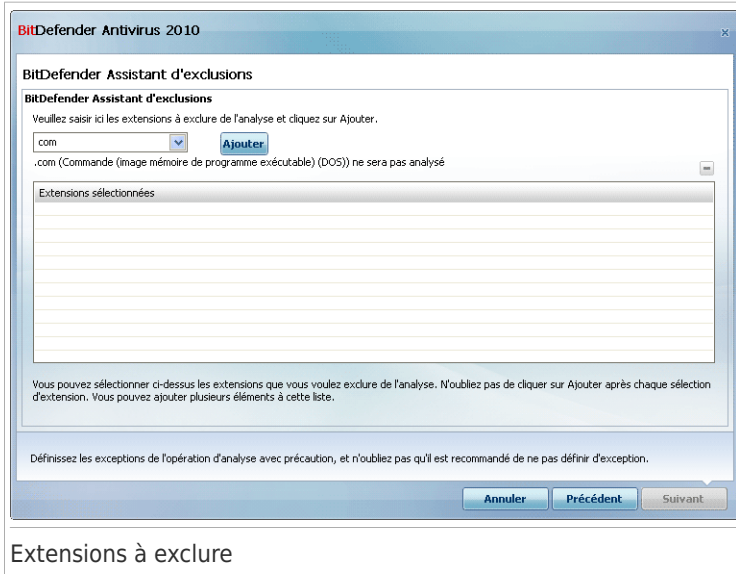 BitDefender Antivirus 2010
BitDefender Assistant d'exclusions
BitDefender Assistant d'exclusions
Veuillez saisir ici les extensions à exclure de l'analyse et cliquez sur Ajouter.
com
Ajouter
.com (Commande (image mémoire de programme exécutable) (DOS)) ne sera pas analysé
Extensions sélectionnées
Vous pouvez sélectionner ci-dessus les extensions que vous voulez exclure de l'analyse. N'oubliez pas de cliquer sur Ajouter après chaque sélection
d'extension. Vous pouvez ajouter plusieurs éléments à cette liste.
Définissez les exceptions de l'opération d'analyse avec précaution, et n'oubliez pas qu'il est recommandé de ne pas définir d'exception.
Annuler
Précédent
Suivant
Extensions à exclure